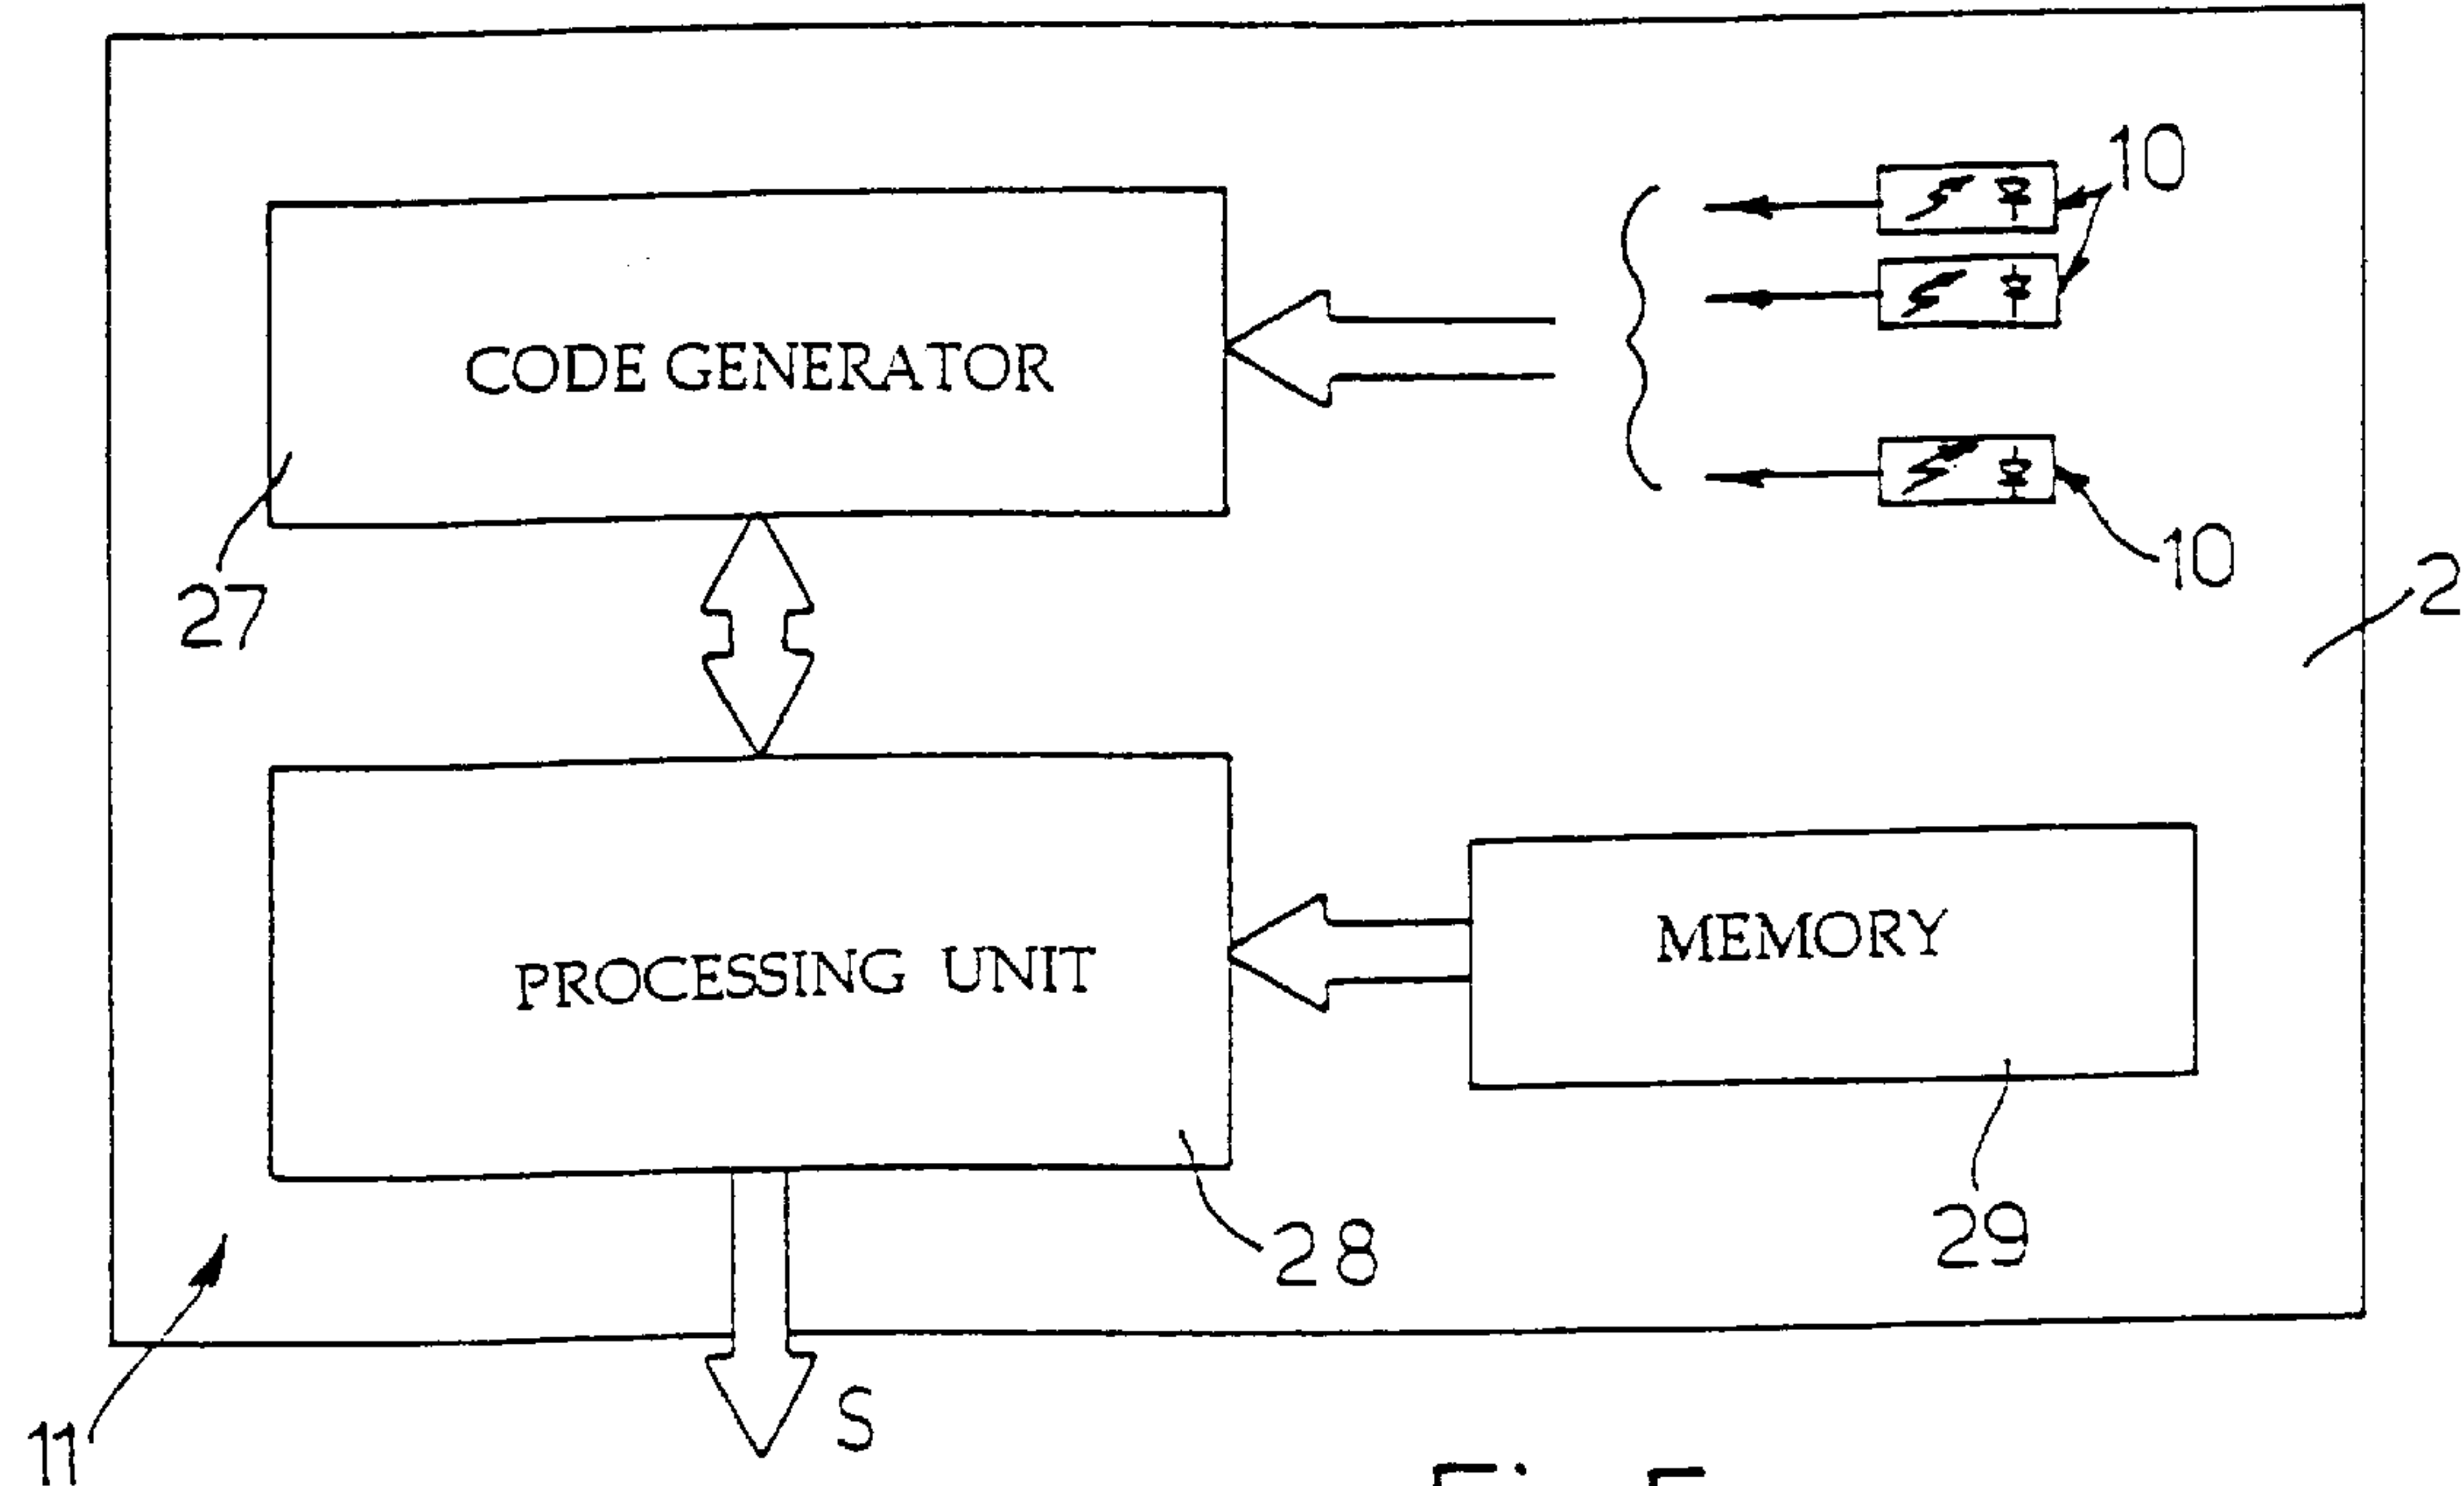 10
CODE GENERATOR
10
27
2
MEMORY
PROCESSING UNIT
28
29
S
11